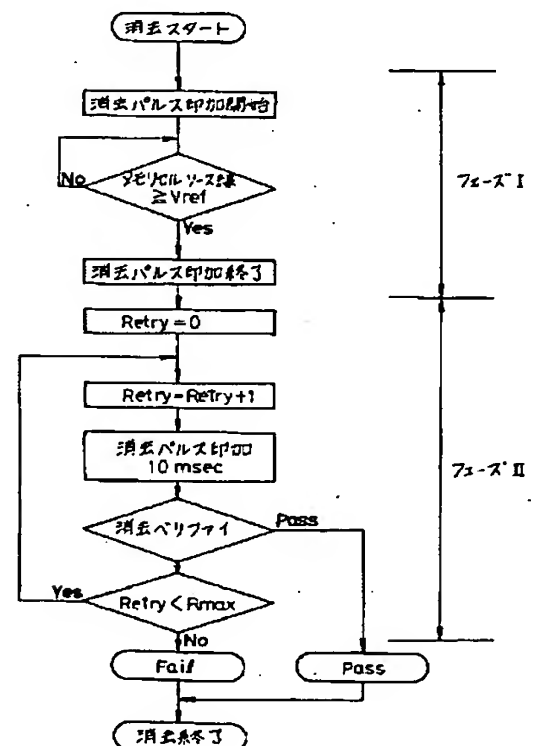 消去スタート
消去パルス印加開始
No
メモリセルソース線
≧Vref
Yes
フェーズI
消去パルス印加終了
Retry=0
Retry=Retry+1
消去パルス印加
10 msec
フェーズII
消去ベリファイ
Pass
Yes
Retry<Rmax
No
Fail
Pass
消去終了